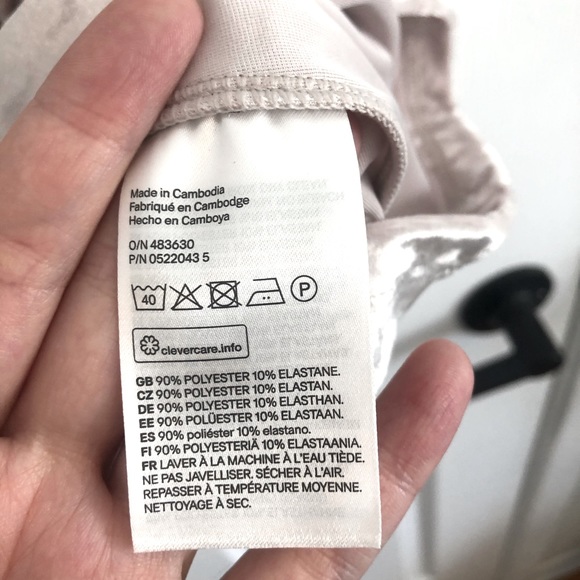 Made in Cambodia
Fabriqué en Cambodge
Hecho en Camboya
O/N 483630
P/N 0522043 5
40 P
clevercare.info
GB 90% POLYESTER 10% ELASTANE.
CZ 90% POLYESTER 10% ELASTAN.
DE 90% POLYESTER 10% ELASTHAN.
EE 90% POLÜESTER 10% ELASTAAN.
ES 90% poliéster 10% elastano.
FI 90% POLYESTERIÄ 10% ELASTAANIA.
FR LAVER À LA MACHINE À L'EAU TIÈDE.
NE PAS JAVELLISER. SÉCHER À L'AIR.
REPASSER À TEMPÉRATURE MOYENNE.
NETTOYAGE À SEC.